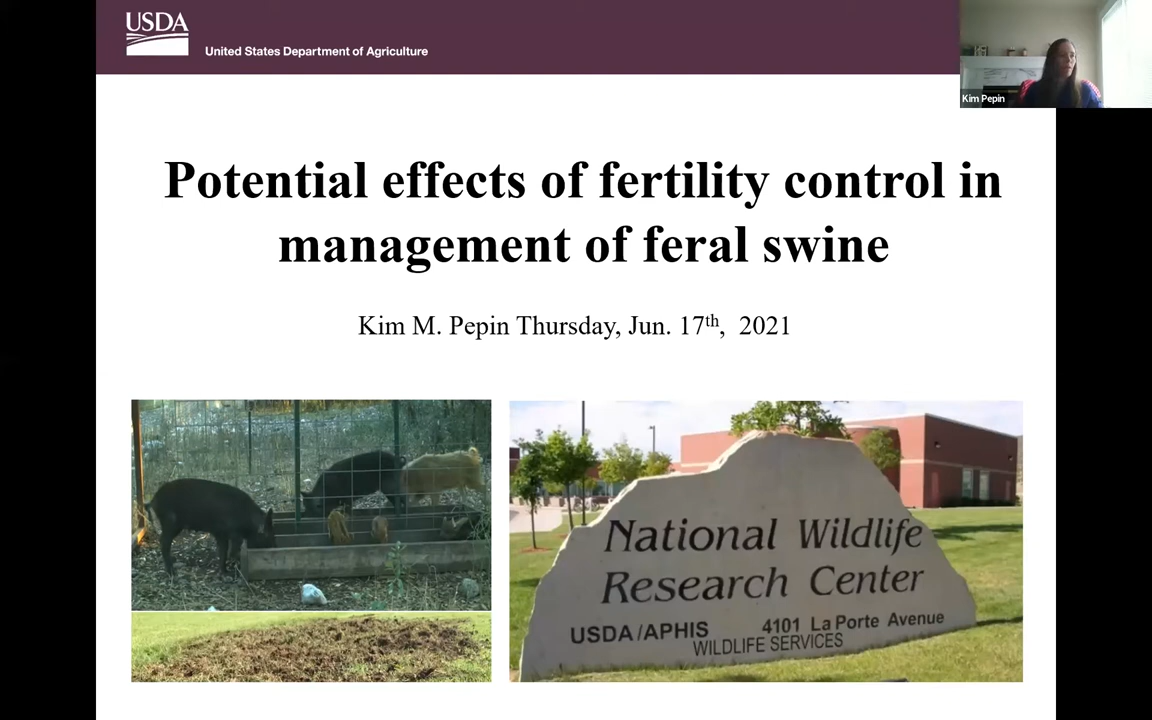 USDA
United States Department of Agriculture
Kim Pepin
Potential effects of fertility control in
management of feral swine
Kim M. Pepin Thursday, Jun. 17th, 2021
National Wildlife
Research Center
USDA/APHIS 4101 La Porte Avenue
WILDLIFE SERVICES